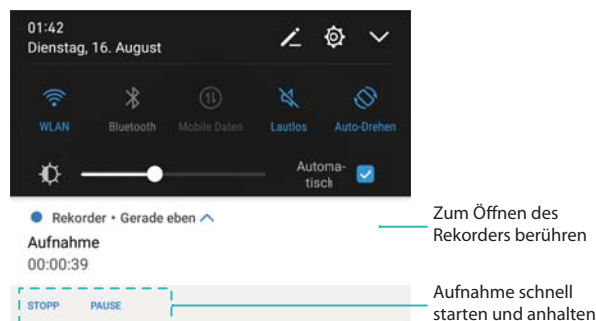 01:42
Dienstag, 16. August
WLAN Bluetooth Mobile Daten Lautlos Auto-Drehen
Automa-
tisch
Rekorder • Gerade eben
Aufnahme
00:00:39
STOPP PAUSE
Zum Öffnen des
Rekorders berühren
Aufnahme schnell
starten und anhalten